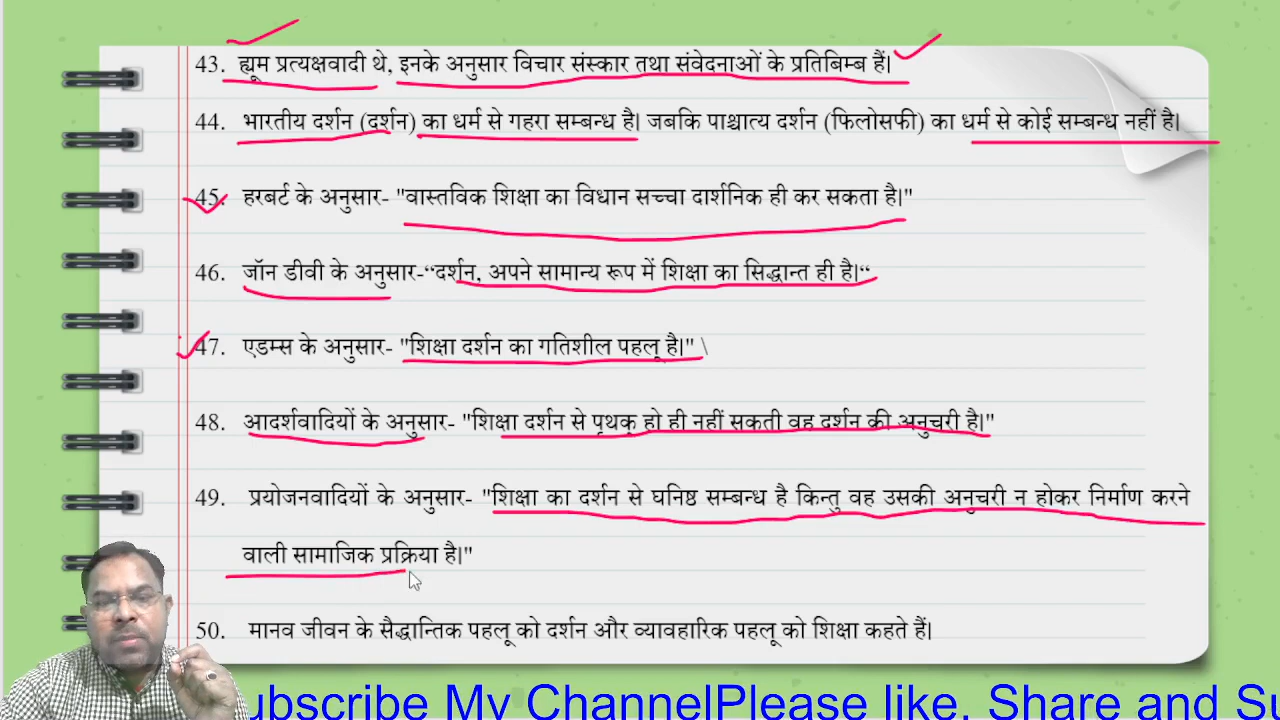 43. ह्यूम प्रत्यक्षवादी थे, इनके अनुसार विचार संस्कार तथा संवेदनाओं के प्रतिबिम्ब हैं।
44. भारतीय दर्शन (दर्शन) का धर्म से गहरा सम्बन्ध है। जबकि पाश्चात्य दर्शन (फिलोसफी) का धर्म से कोई सम्बन्ध नहीं है।
45. हरबर्ट के अनुसार- "वास्तविक शिक्षा का विधान सच्चा दार्शनिक ही कर सकता है।"
46. जॉन डीवी के अनुसार-“दर्शन, अपने सामान्य रूप में शिक्षा का सिद्धान्त ही है।“
47. एडम्स के अनुसार- "शिक्षा दर्शन का गतिशील पहलू है।" \
48. आदर्शवादियों के अनुसार- "शिक्षा दर्शन से पृथक् हो ही नहीं सकती वह दर्शन की अनुचरी है।"
49. प्रयोजनवादियों के अनुसार- "शिक्षा का दर्शन से घनिष्ठ सम्बन्ध है किन्तु वह उसकी अनुचरी न होकर निर्माण करने
वाली सामाजिक प्रक्रिया है।"
50. मानव जीवन के सैद्धान्तिक पहलू को दर्शन और व्यावहारिक पहलू को शिक्षा कहते हैं।
ubscribe My ChannelPlease like, Share and Su